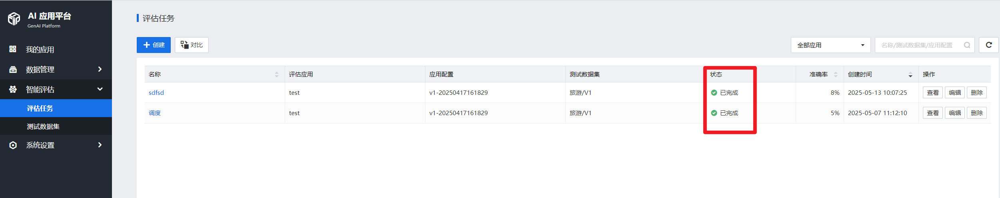 AI 应用平台
GenAI Platform
我的应用
数据管理
智能评估
评估任务
测试数据集
系统设置
评估任务
创建 对比 全部应用 名称/测试数据集/应用配置
名称 评估应用 应用配置 测试数据集 状态 准确率 创建时间 操作
sdfsd test v1-20250417161829 旅游/V1 已完成 8% 2025-05-13 10:07:25 查看 编辑 删除
调度 test v1-20250417161829 旅游/V1 已完成 5% 2025-05-07 11:12:10 查看 编辑 删除